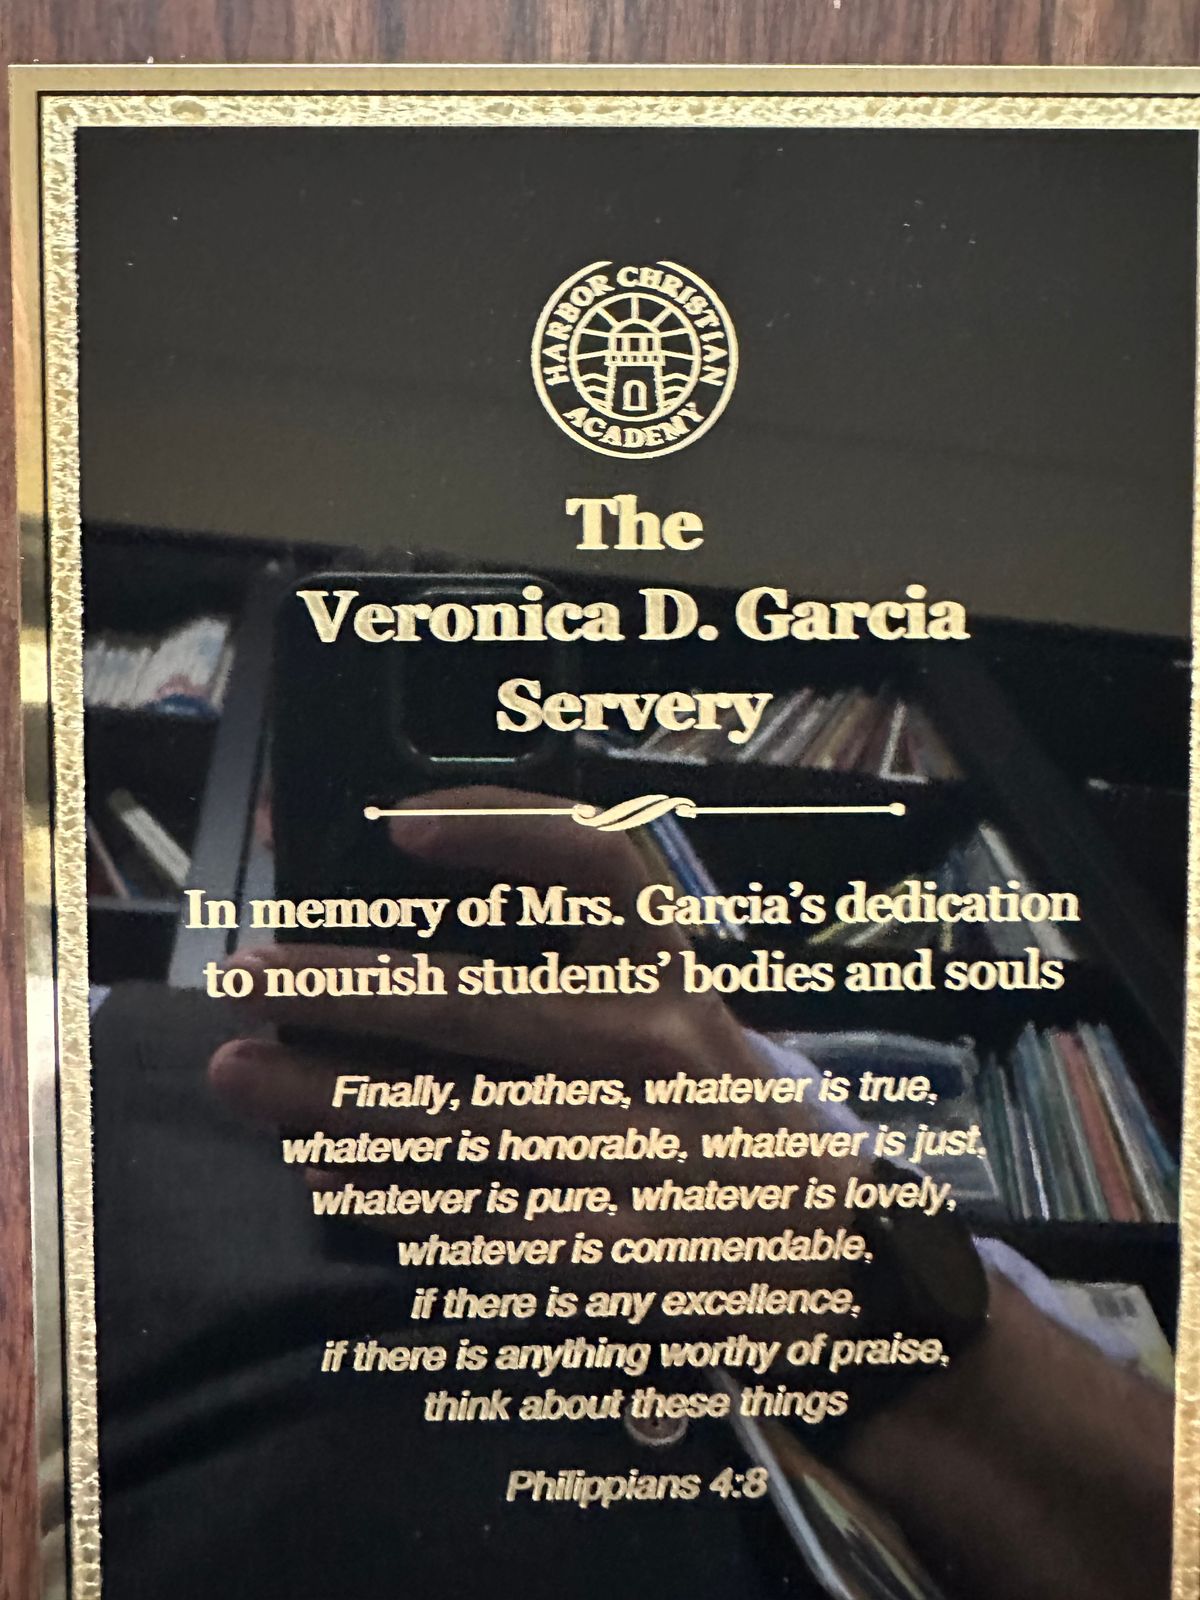 HARBOR CHRISTIAN
ACADEMY
The
Veronica D. Garcia
Servery
In memory of Mrs. Garcia’s dedication
to nourish students’ bodies and souls
Finally, brothers, whatever is true,
whatever is honorable, whatever is just,
whatever is pure, whatever is lovely,
whatever is commendable,
if there is any excellence,
if there is anything worthy of praise,
think about these things
Philippians 4:8